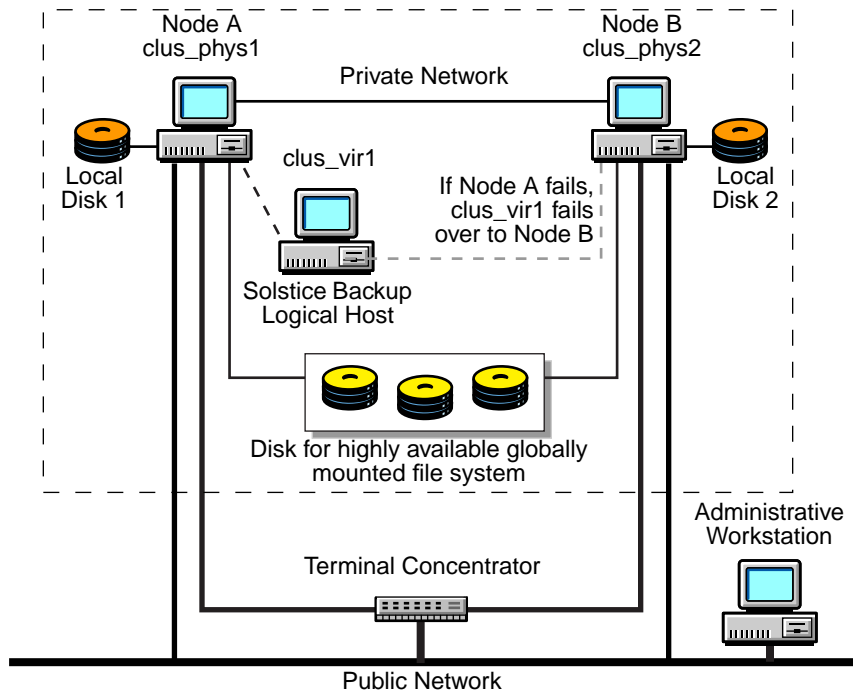 Node A
clus_phys1
Node B
clus_phys2
Private Network
Local
Disk 1
clus_vir1
If Node A fails,
clus_vir1 fails
over to Node B
Local
Disk 2
Solstice Backup
Logical Host
Disk for highly available globally
mounted file system
Administrative
Workstation
Terminal Concentrator
Public Network